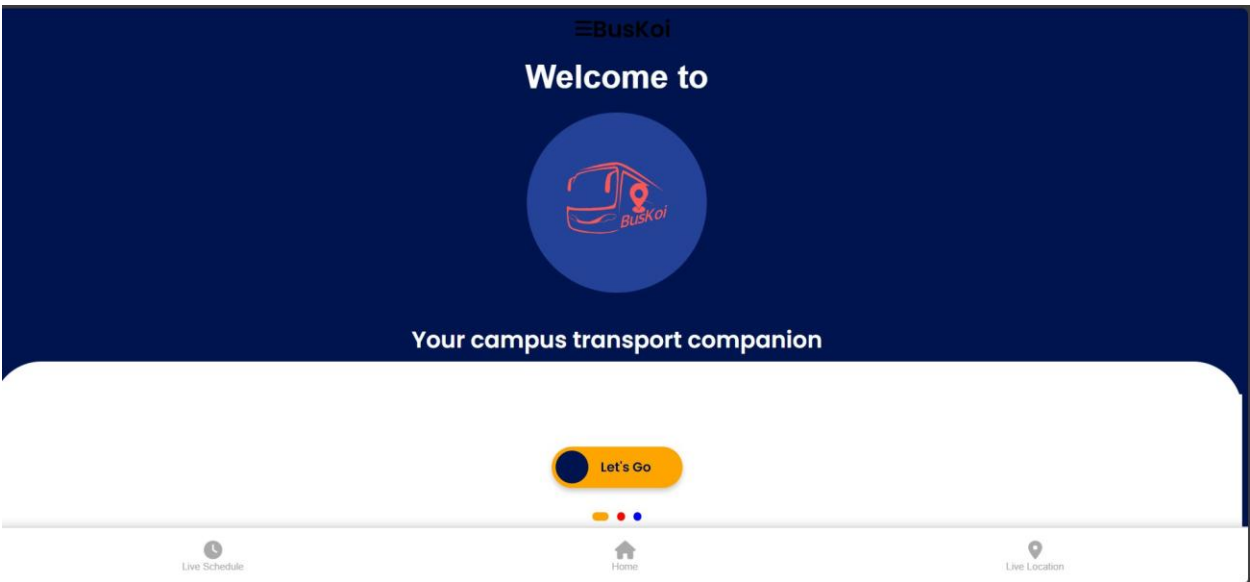 BusKoi
Welcome to
BusKoi
Your campus transport companion
Let's Go
Live Schedule
Home
Live Location